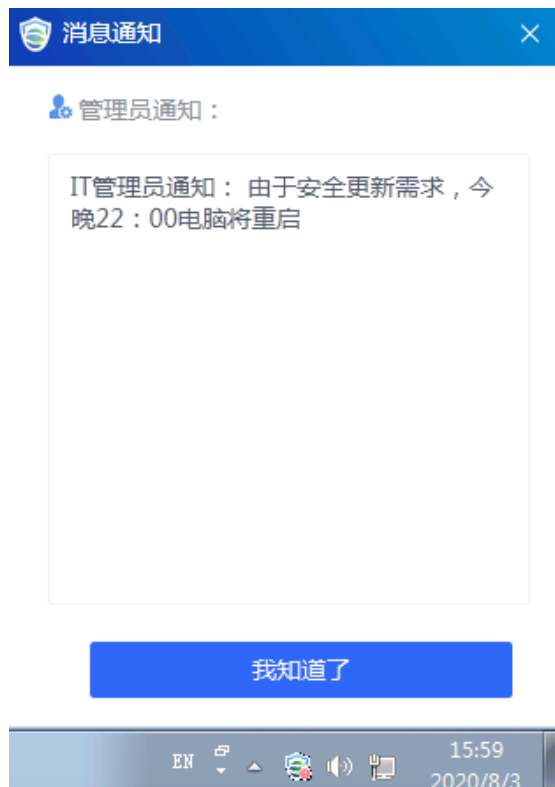 消息通知
管理员通知：
IT管理员通知： 由于安全更新需求，今
晚22：00电脑将重启
我知道了
EN
15:59
2020/8/3